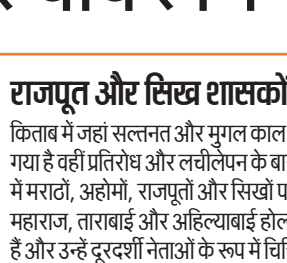 राजपूत और सिख शासकों
किताब में जहां सल्तनत और मुगल काल
गया है वहीं प्रतिरोध और लचीलेपन के बा
में मराठों, अहोमों, राजपूतों और सिखों प
महाराज, ताराबाई और अहिल्याबाई होल
हैं और उन्हें दूरदर्शी नेताओं के रूप में